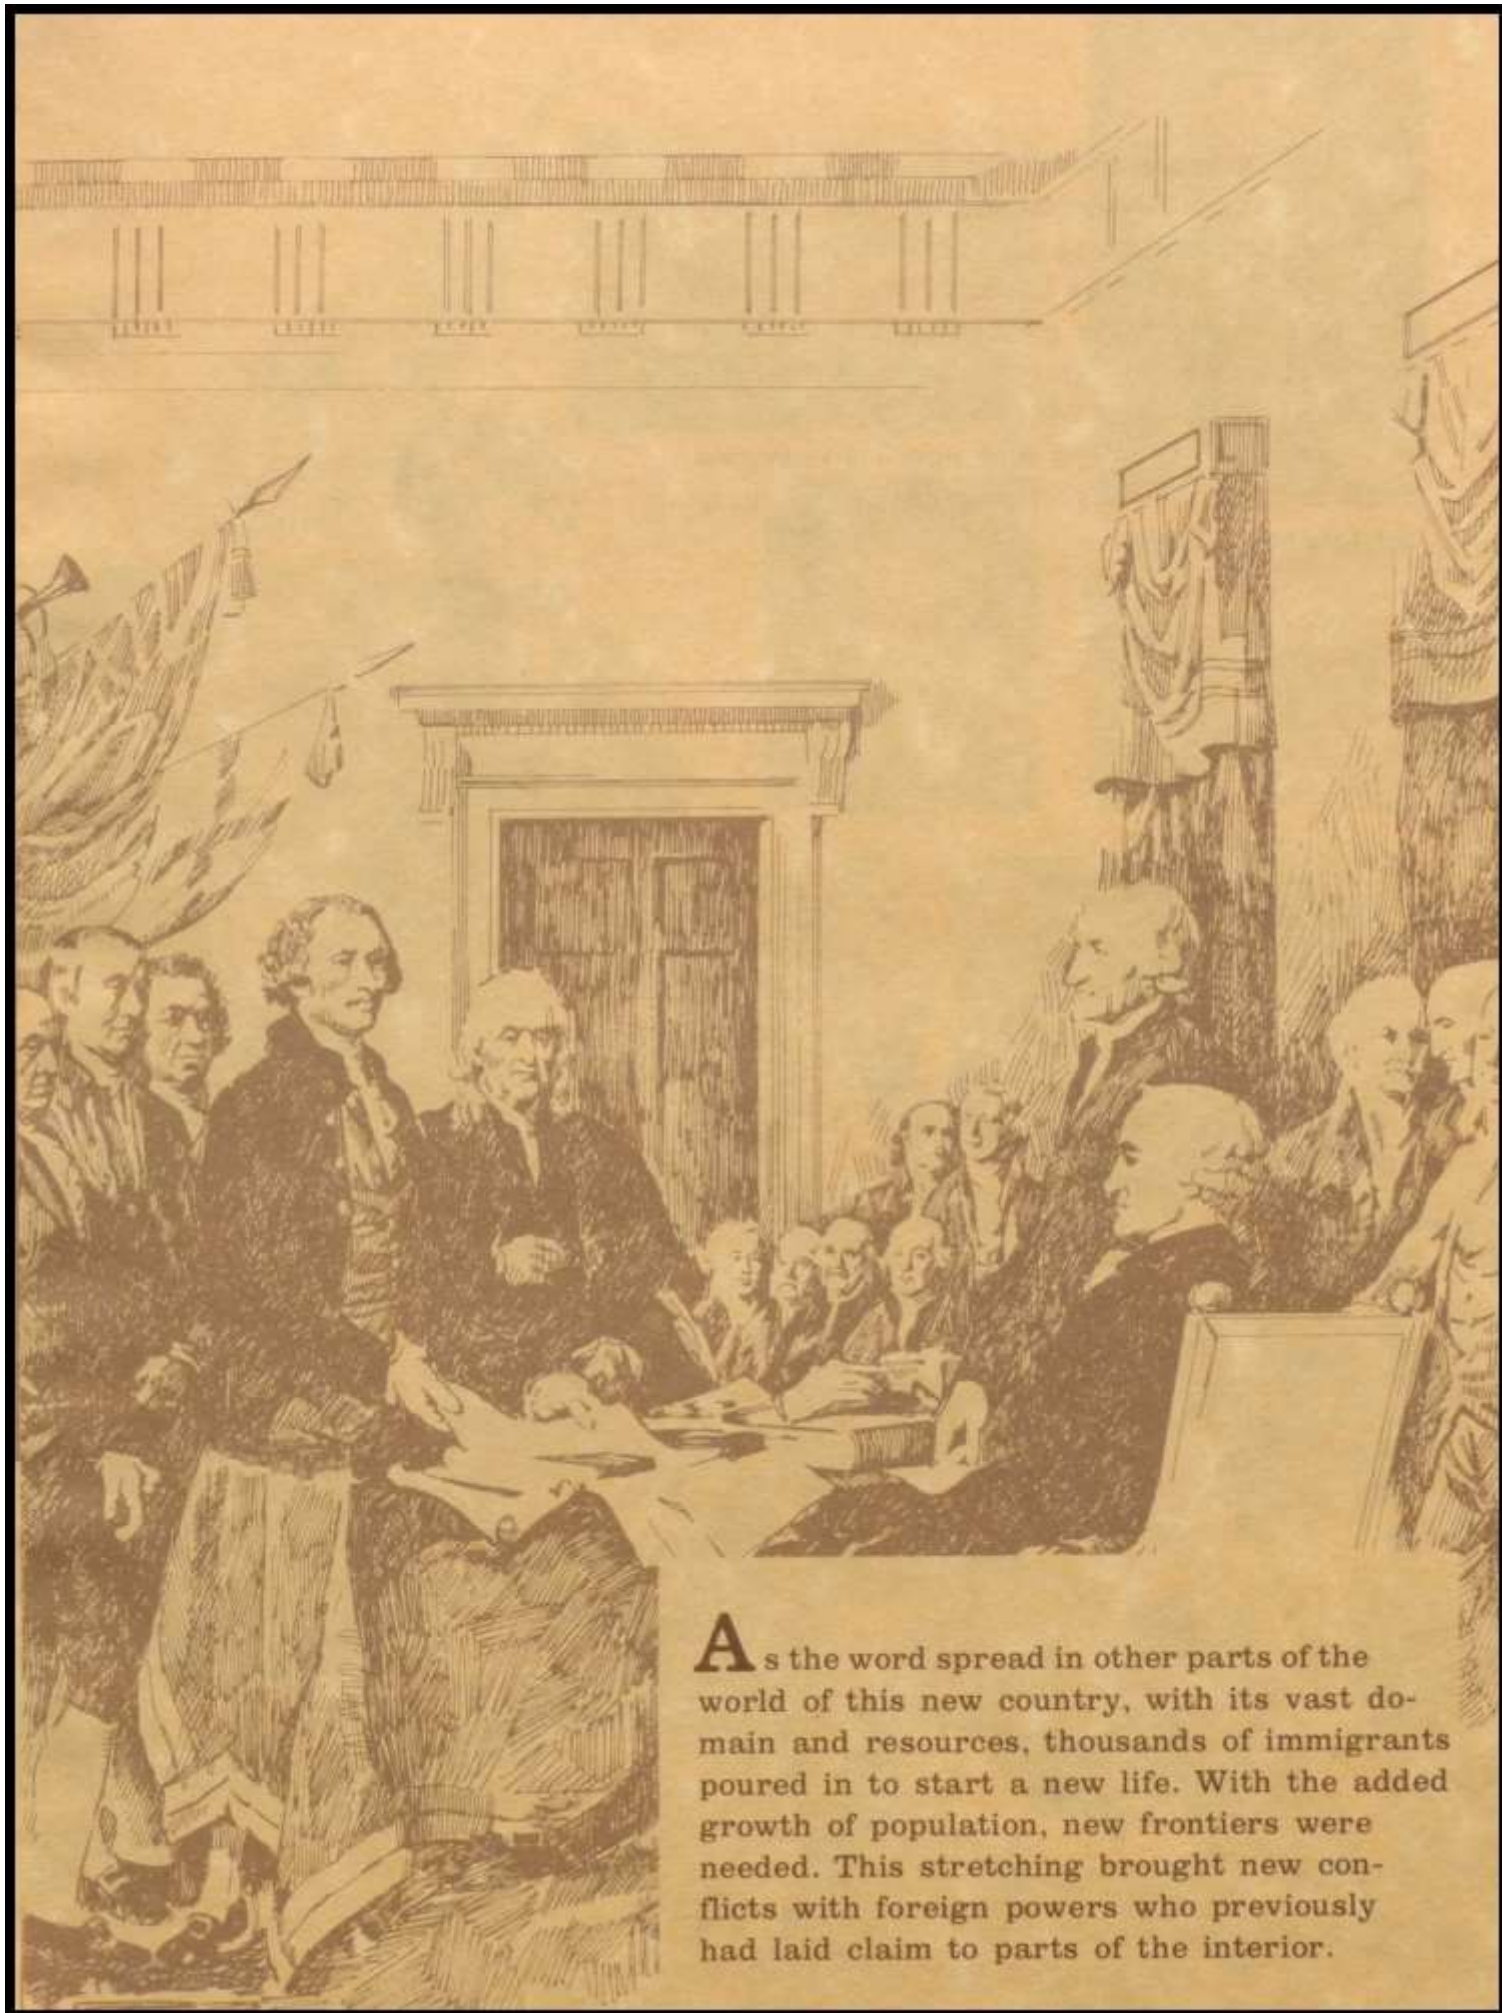 As the word spread in other parts of the
world of this new country, with its vast do-
main and resources, thousands of immigrants
poured in to start a new life. With the added
growth of population, new frontiers were
needed. This stretching brought new con-
flicts with foreign powers who previously
had laid claim to parts of the interior.